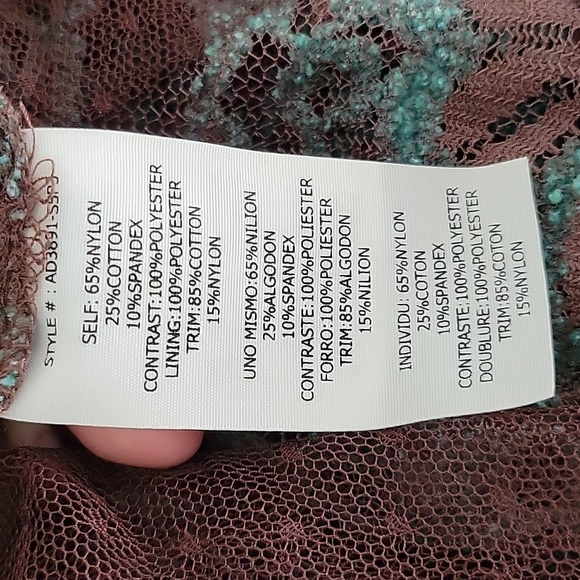 STYLE # : AD3691-S5PJ
SELF: 65%NYLON
25%COTTON
10%SPANDEX
CONTRAST:100%POLYESTER
LINING:100%POLYESTER
TRIM:85%COTTON
15%NYLON
UNO MISMO:65%NILION
25%ALGODON
10%SPANDEX
CONTRASTE:100%POLIESTER
FORRO:100%POLIESTER
TRIM:85%ALGODON
15%NILION
INDIVIDU: 65%NYLON
25%COTON
10%SPANDEX
CONTRASTE:100%POLYESTER
DOUBLURE:100%POLYESTER
TRIM:85%COTON
15%NYLON